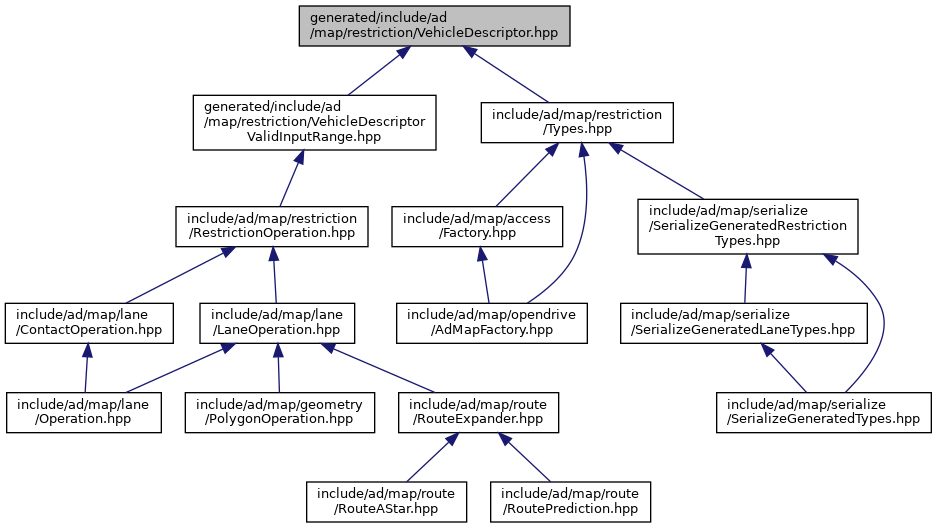 generated/include/ad
/map/restriction/VehicleDescriptor.hpp
generated/include/ad
/map/restriction/VehicleDescriptor
ValidInputRange.hpp
include/ad/map/restriction
/Types.hpp
include/ad/map/restriction
/RestrictionOperation.hpp
include/ad/map/access
/Factory.hpp
include/ad/map/serialize
/SerializeGeneratedRestriction
Types.hpp
include/ad/map/lane
/ContactOperation.hpp
include/ad/map/lane
/LaneOperation.hpp
include/ad/map/opendrive
/AdMapFactory.hpp
include/ad/map/serialize
/SerializeGeneratedLaneTypes.hpp
include/ad/map/lane
/Operation.hpp
include/ad/map/geometry
/PolygonOperation.hpp
include/ad/map/route
/RouteExpander.hpp
include/ad/map/serialize
/SerializeGeneratedTypes.hpp
include/ad/map/route
/RouteAStar.hpp
include/ad/map/route
/RoutePrediction.hpp